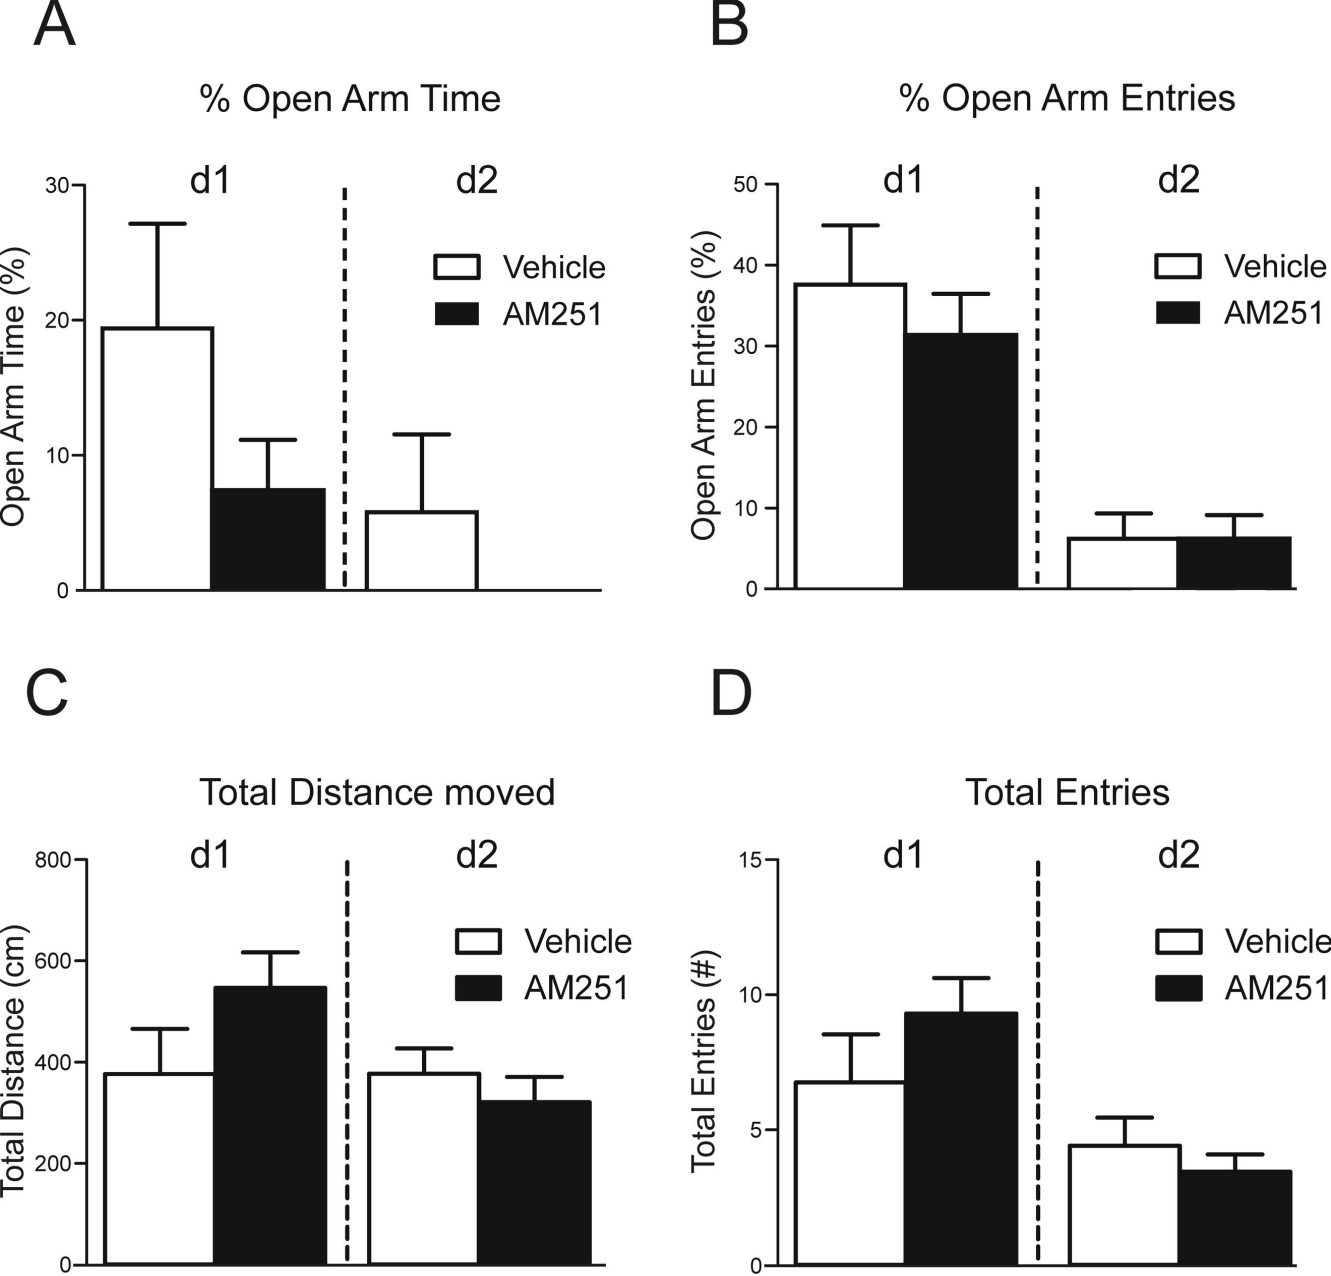 A
% Open Arm Time
d1
d2
Open Arm Time (%)
30
20
10
0
Vehicle
AM251
B
% Open Arm Entries
d1
d2
Open Arm Entries (%)
50
40
30
20
10
0
Vehicle
AM251
C
Total Distance moved
d1
d2
Total Distance (cm)
800
600
400
200
0
Vehicle
AM251
D
Total Entries
d1
d2
Total Entries (#)
15
10
5
0
Vehicle
AM251